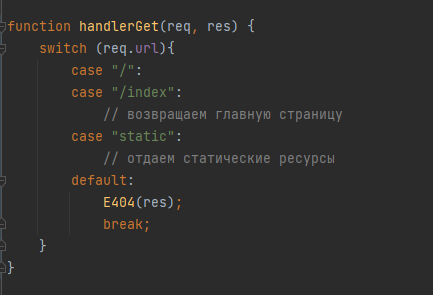 function handlerGet(req, res) {
switch (req.url){
case "/":
case "/index":
// возвращаем главную страницу
case "static":
// отдаем статические ресурсы
default:
E404(res);
break;
}
}